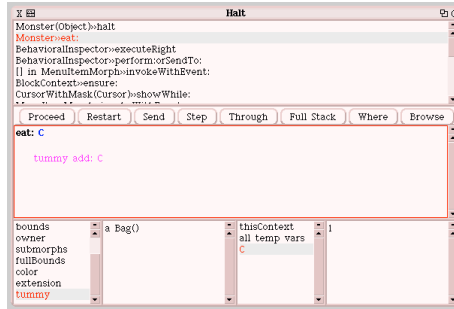 X
Halt
Monster(Object)»halt
Monster»eat:
BehavioralInspector»executeRight
BehavioralInspector»perform:orSendTo:
[] in MenuItemMorph»invokeWithEvent:
BlockContext»ensure:
CursorWithMask(Cursor)»showWhile:
Proceed Restart Send Step Through Full Stack Where Browse
eat: C
tummy add: C
bounds
owner
submorphs
fullBounds
color
extension
tummy
a Bag()
thisContext
all temp vars
C
1